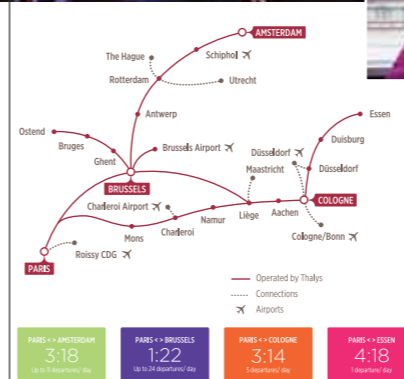 AMSTERDAM
Schiphol
The Hague
Rotterdam
Utrecht
Antwerp
Essen
Ostend
Duisburg
Bruges
Brussels Airport
Ghent
Düsseldorf
Maastricht
Düsseldorf
BRUSSELS
COLOGNE
Charleroi Airport
Namur
Liège
Aachen
Charleroi
Mons
Cologne/Bonn
Roissy CDG
PARIS
Operated by Thalys
Connections
Airports
PARIS <> AMSTERDAM
3:18
Up to 11 departures/ day
PARIS <> BRUSSELS
1:22
Up to 24 departures/ day
PARIS <> COLOGNE
3:14
5 departures/ day
PARIS <> ESSEN
4:18
1 departure/ day